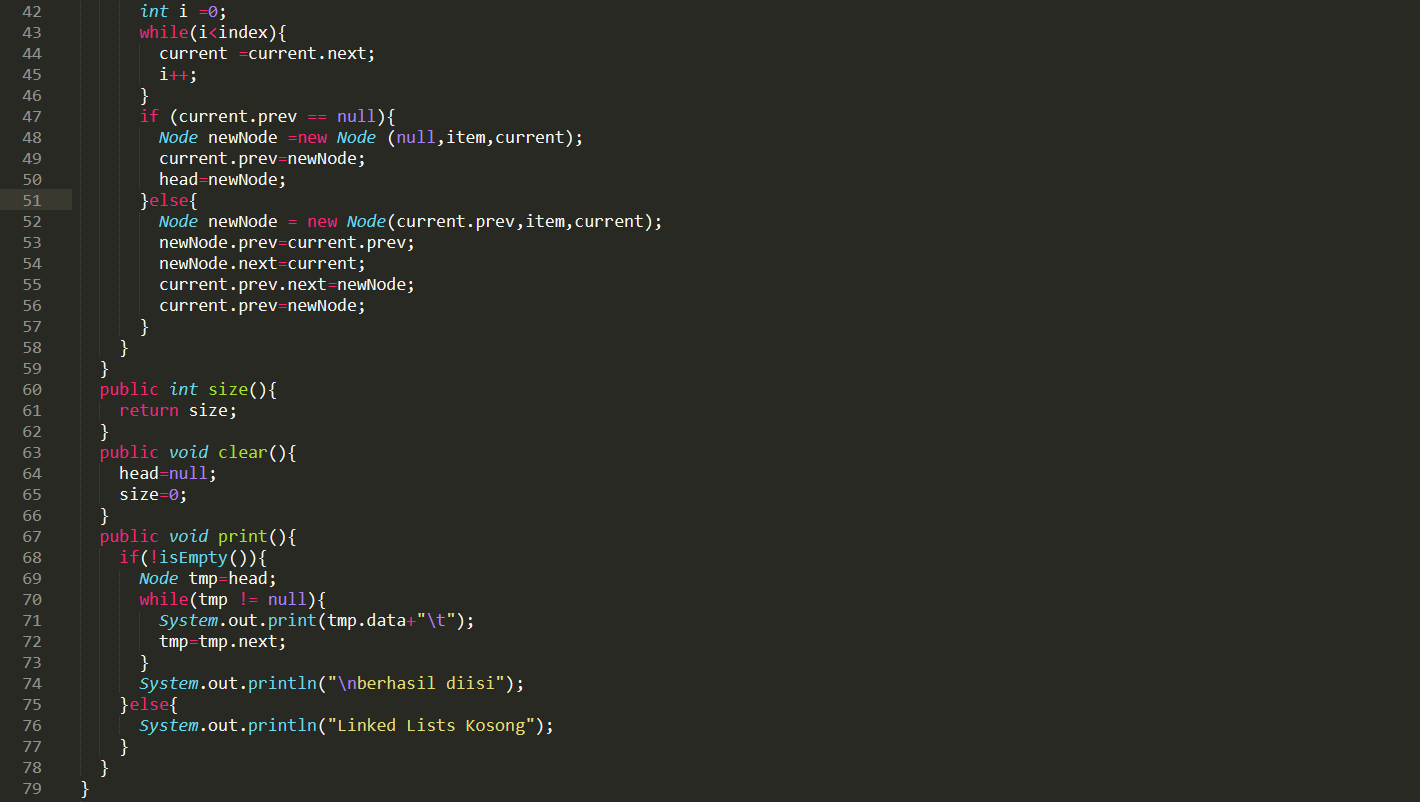 42 int i =0;
43 while(i<index){
44 current =current.next;
45 i++;
46 }
47 if (current.prev == null){
48 Node newNode =new Node (null,item,current);
49 current.prev=newNode;
50 head=newNode;
51 }else{
52 Node newNode = new Node(current.prev,item,current);
53 newNode.prev=current.prev;
54 newNode.next=current;
55 current.prev.next=newNode;
56 current.prev=newNode;
57 }
58 }
59 }
60 public int size(){
61 return size;
62 }
63 public void clear(){
64 head=null;
65 size=0;
66 }
67 public void print(){
68 if(!isEmpty()){
69 Node tmp=head;
70 while(tmp != null){
71 System.out.print(tmp.data+"\t");
72 tmp=tmp.next;
73 }
74 System.out.println("\nberhasil diisi");
75 }else{
76 System.out.println("Linked Lists Kosong");
77 }
78 }
79 }